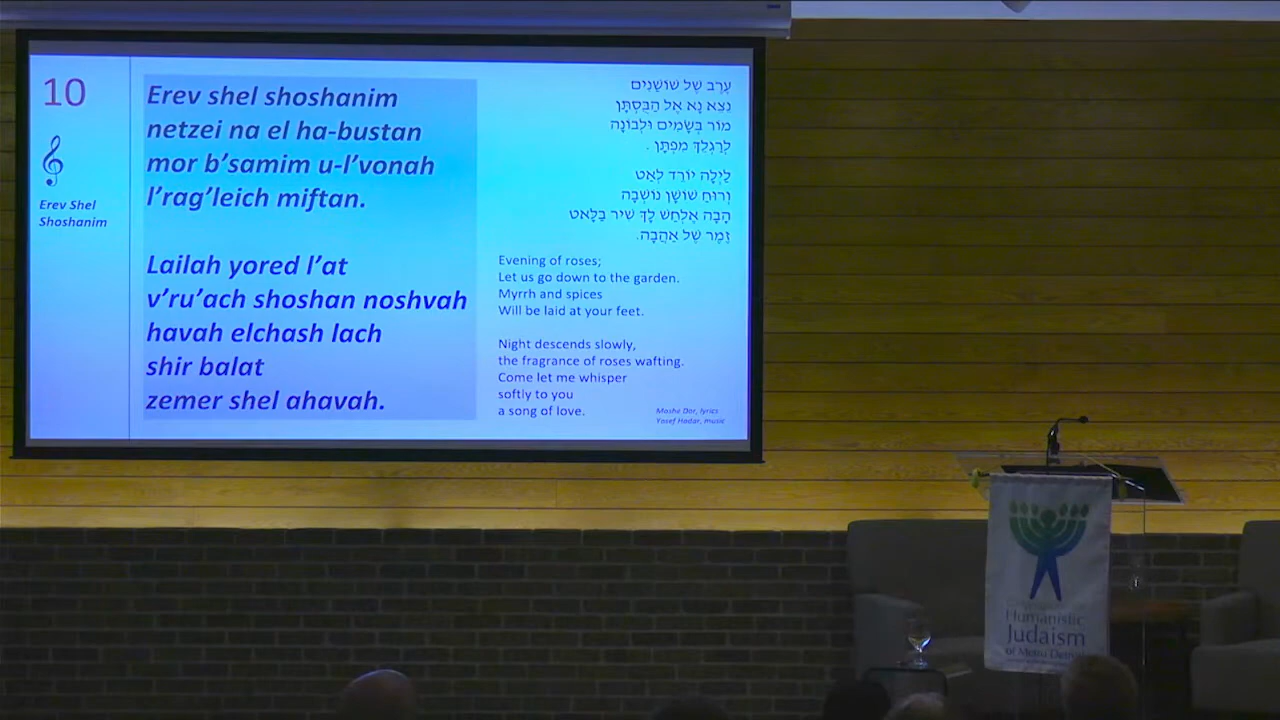 10
Erev Shel
Shoshanim
Erev shel shoshanim
netzei na el ha-bustan
mor b'samim u-l'vonah
l'rag'leich miftan.
Lailah yored l'at
v'ru'ach shoshan noshvah
havah elchash lach
shir balat
zemer shel ahavah.
עֶרֶב שֶׁל שׁוֹשַׁנִּים
נֵצֵא נָא אֶל הַבֻּסְתָּן
מוֹר בְּשָׂמִים וּלְבוֹנָה
לְרַגְלֵךְ מִפְתָּן .
לַיְלָה יוֹרֵד לְאַט
וְרוּחַ שׁוֹשָׁן נוֹשְׁבָה
הָבָה אֶלְחַשׁ לָךְ שִׁיר בַּלָּאט
זֶמֶר שֶׁל אַהֲבָה.
Evening of roses;
Let us go down to the garden.
Myrrh and spices
Will be laid at your feet.
Night descends slowly,
the fragrance of roses wafting.
Come let me whisper
softly to you
a song of love.
Moshe Dor, lyrics
Yosef Hadar, music
Humanistic
Judaism
of Metro Detroit